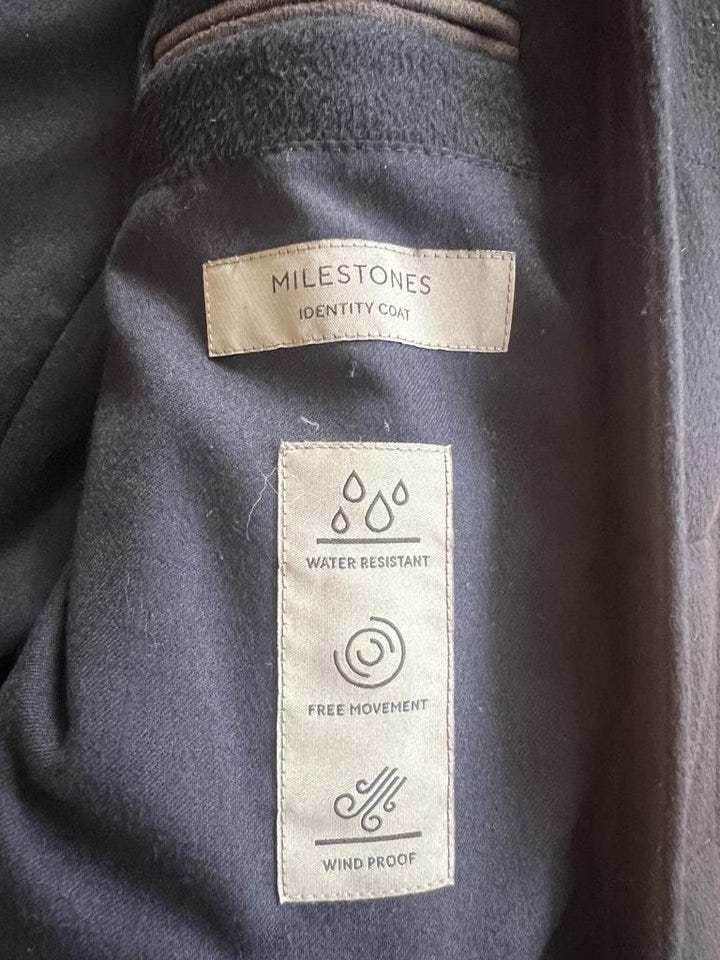 MILESTONES
IDENTITY COAT
WATER RESISTANT
FREE MOVEMENT
WIND PROOF